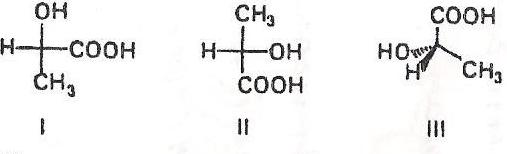 OH
H COOH
CH₃
I
CH₃
H OH
COOH
II
COOH
HO
H CH₃
III